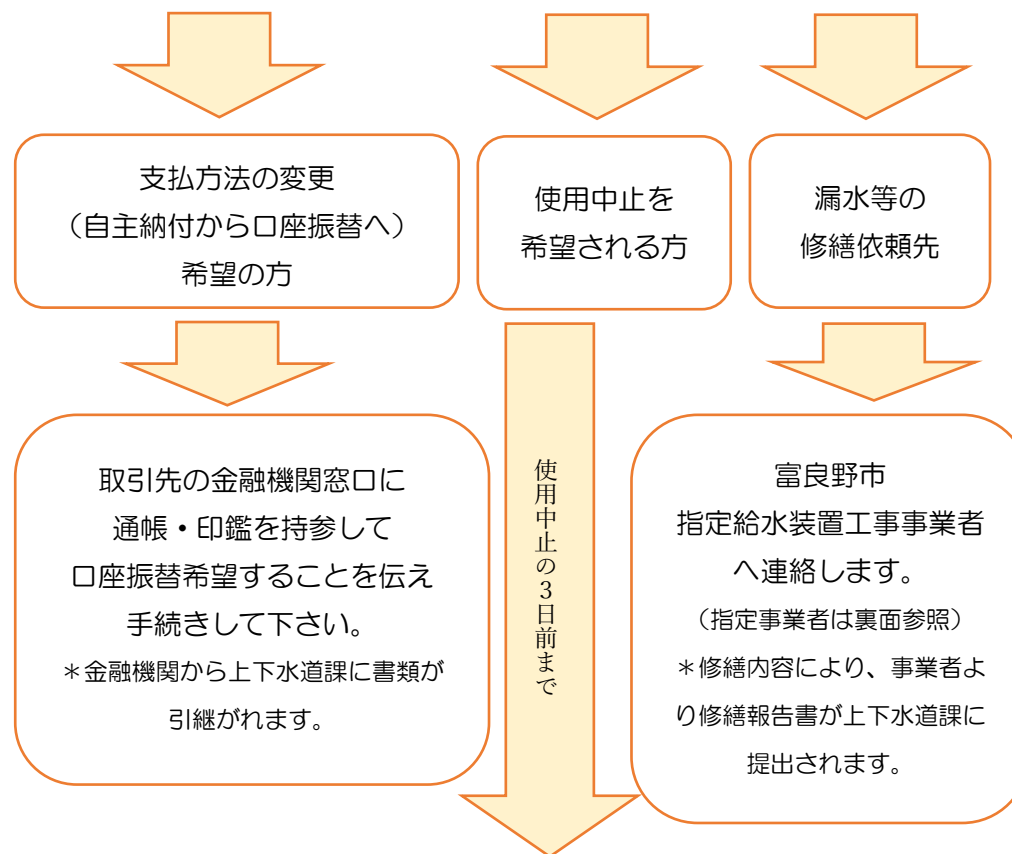 支払方法の変更
（自主納付から口座振替へ）
希望の方
使用中止を
希望される方
漏水等の
修繕依頼先
取引先の金融機関窓口に
通帳・印鑑を持参して
口座振替希望することを伝え
手続きして下さい。
＊金融機関から上下水道課に書類が
引継がれます。
使用中止の３日前まで
富良野市
指定給水装置工事事業者
へ連絡します。
（指定事業者は裏面参照）
＊修繕内容により、事業者よ
り修繕報告書が上下水道課に
提出されます。